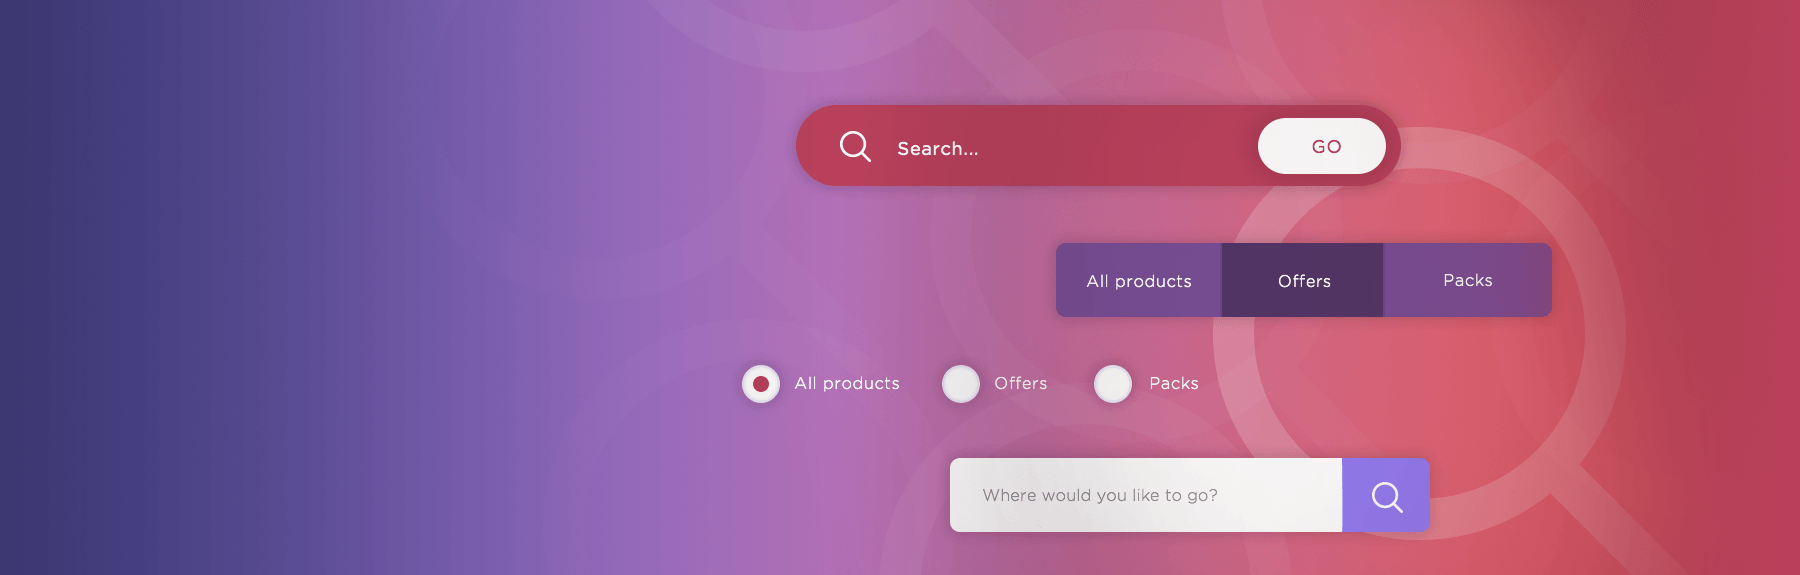 Search...
GO
All products
Offers
Packs
All products
Offers
Packs
Where would you like to go?